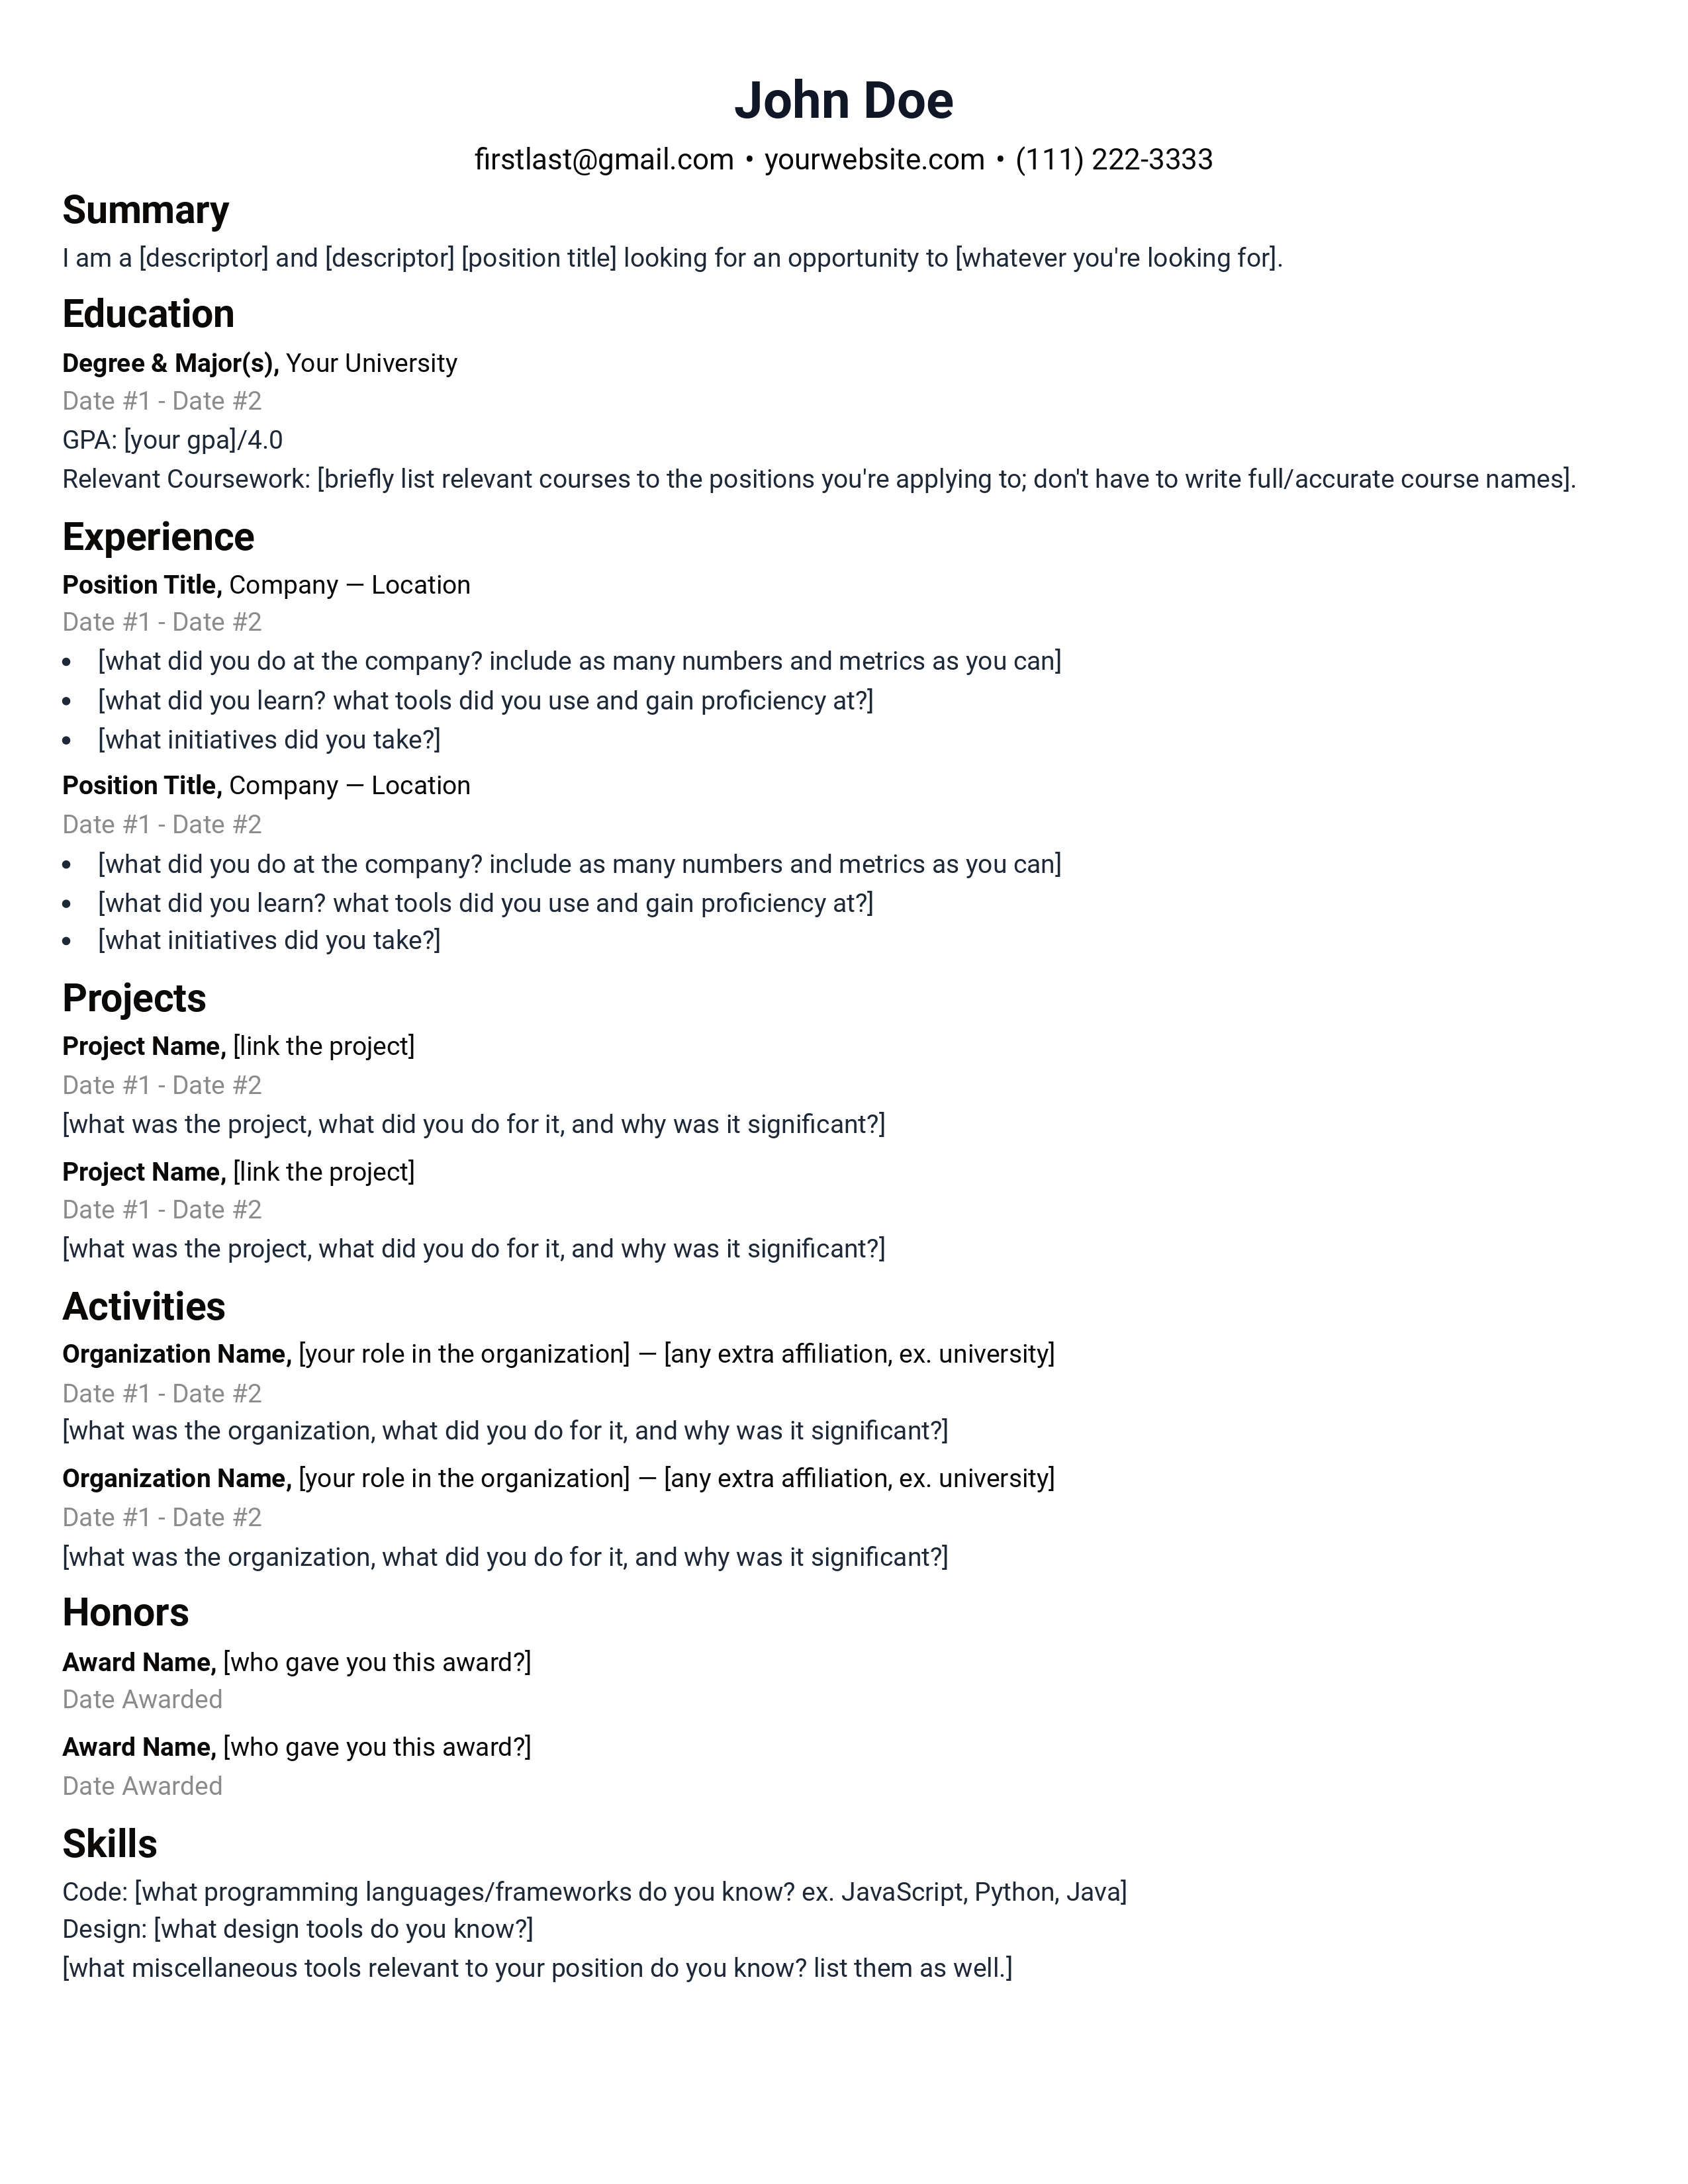 John Doe
firstlast@gmail.com • yourwebsite.com • (111) 222-3333
Summary
I am a [descriptor] and [descriptor] [position title] looking for an opportunity to [whatever you're looking for].
Education
Degree & Major(s), Your University
Date #1 - Date #2
GPA: [your gpa]/4.0
Relevant Coursework: [briefly list relevant courses to the positions you're applying to; don't have to write full/accurate course names].
Experience
Position Title, Company — Location
Date #1 - Date #2
• [what did you do at the company? include as many numbers and metrics as you can]
• [what did you learn? what tools did you use and gain proficiency at?]
• [what initiatives did you take?]
Position Title, Company — Location
Date #1 - Date #2
• [what did you do at the company? include as many numbers and metrics as you can]
• [what did you learn? what tools did you use and gain proficiency at?]
• [what initiatives did you take?]
Projects
Project Name, [link the project]
Date #1 - Date #2
[what was the project, what did you do for it, and why was it significant?]
Project Name, [link the project]
Date #1 - Date #2
[what was the project, what did you do for it, and why was it significant?]
Activities
Organization Name, [your role in the organization] — [any extra affiliation, ex. university]
Date #1 - Date #2
[what was the organization, what did you do for it, and why was it significant?]
Organization Name, [your role in the organization] — [any extra affiliation, ex. university]
Date #1 - Date #2
[what was the organization, what did you do for it, and why was it significant?]
Honors
Award Name, [who gave you this award?]
Date Awarded
Award Name, [who gave you this award?]
Date Awarded
Skills
Code: [what programming languages/frameworks do you know? ex. JavaScript, Python, Java]
Design: [what design tools do you know?]
[what miscellaneous tools relevant to your position do you know? list them as well.]